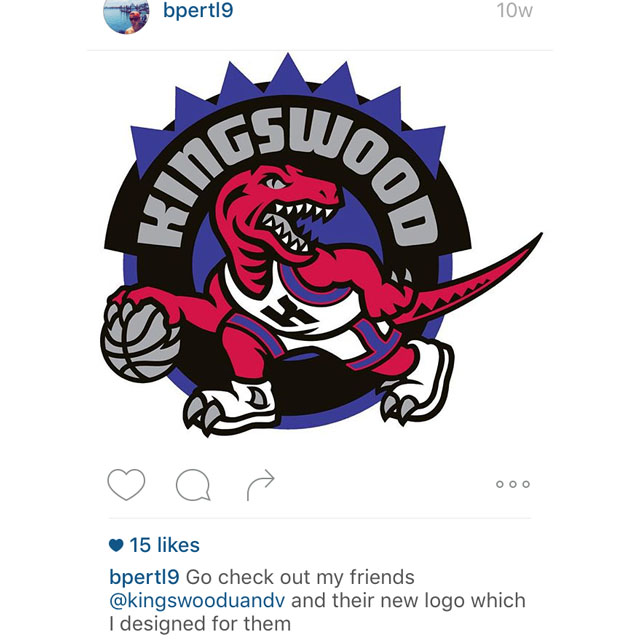 bpertl9
10w
KINGSWOOD
K
15 likes
bpertl9 Go check out my friends
@kingswooduandv and their new logo which
I designed for them